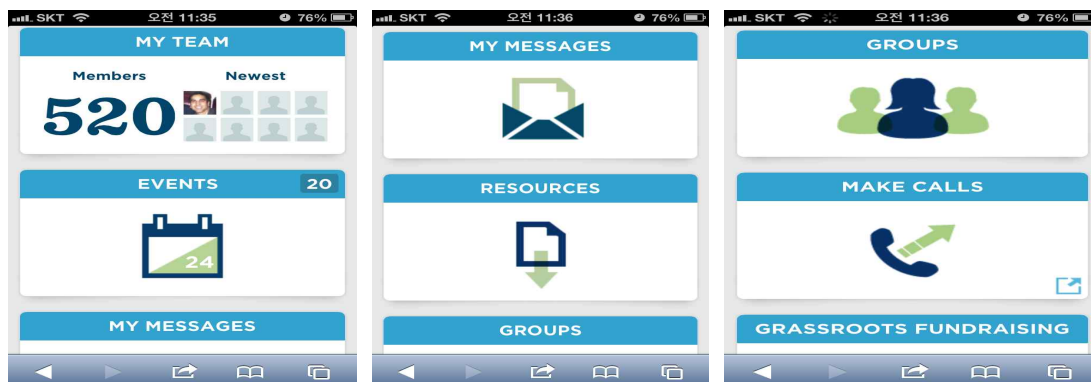 SKT 오전 11:35 76%
MY TEAM
Members Newest
520
EVENTS 20
24
MY MESSAGES
SKT 오전 11:36 76%
MY MESSAGES
RESOURCES
GROUPS
SKT 오전 11:36 76%
GROUPS
MAKE CALLS
GRASSROOTS FUNDRAISING